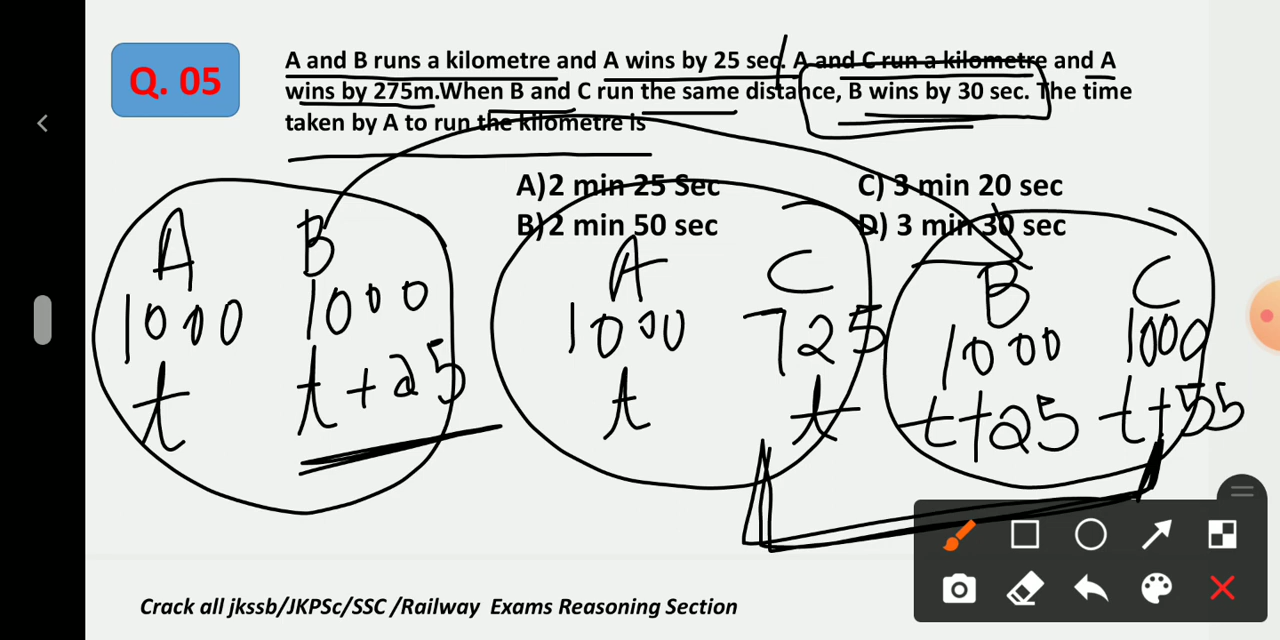 Q. 05
A and B runs a kilometre and A wins by 25 sec. A and C run a kilometre and A
wins by 275m.When B and C run the same distance, B wins by 30 sec. The time
taken by A to run the kilometre is
A)2 min 25 Sec
C) 3 min 20 sec
B)2 min 50 sec
D) 3 min 30 sec
A B
1000 1000
t t+25
A C
1000 725
t t
B C
1000 1000
t+25 t+55
Crack all jkssb/JKPSc/SSC /Railway Exams Reasoning Section